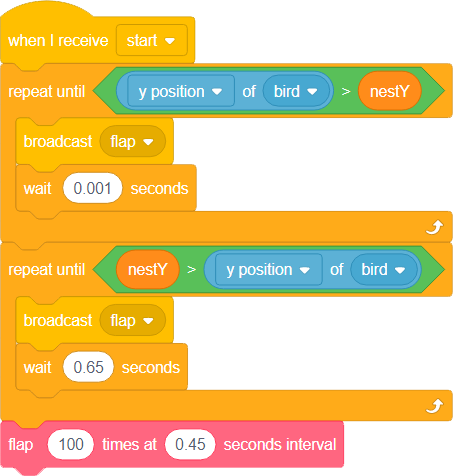 when I receive start
repeat until y position of bird > nestY
broadcast flap
wait 0.001 seconds
repeat until nestY > y position of bird
broadcast flap
wait 0.65 seconds
flap 100 times at 0.45 seconds interval